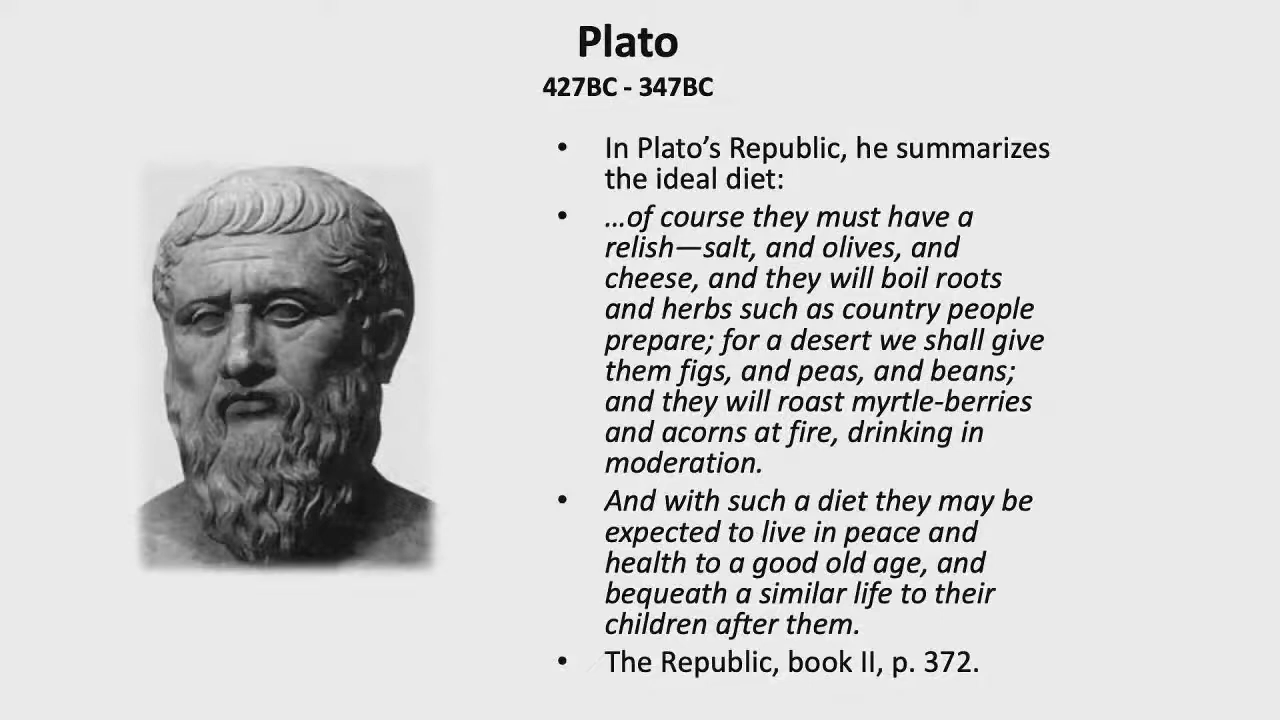 Plato
427BC - 347BC
• In Plato’s Republic, he summarizes
the ideal diet:
• …of course they must have a
relish—salt, and olives, and
cheese, and they will boil roots
and herbs such as country people
prepare; for a desert we shall give
them figs, and peas, and beans;
and they will roast myrtle-berries
and acorns at fire, drinking in
moderation.
• And with such a diet they may be
expected to live in peace and
health to a good old age, and
bequeath a similar life to their
children after them.
• The Republic, book II, p. 372.